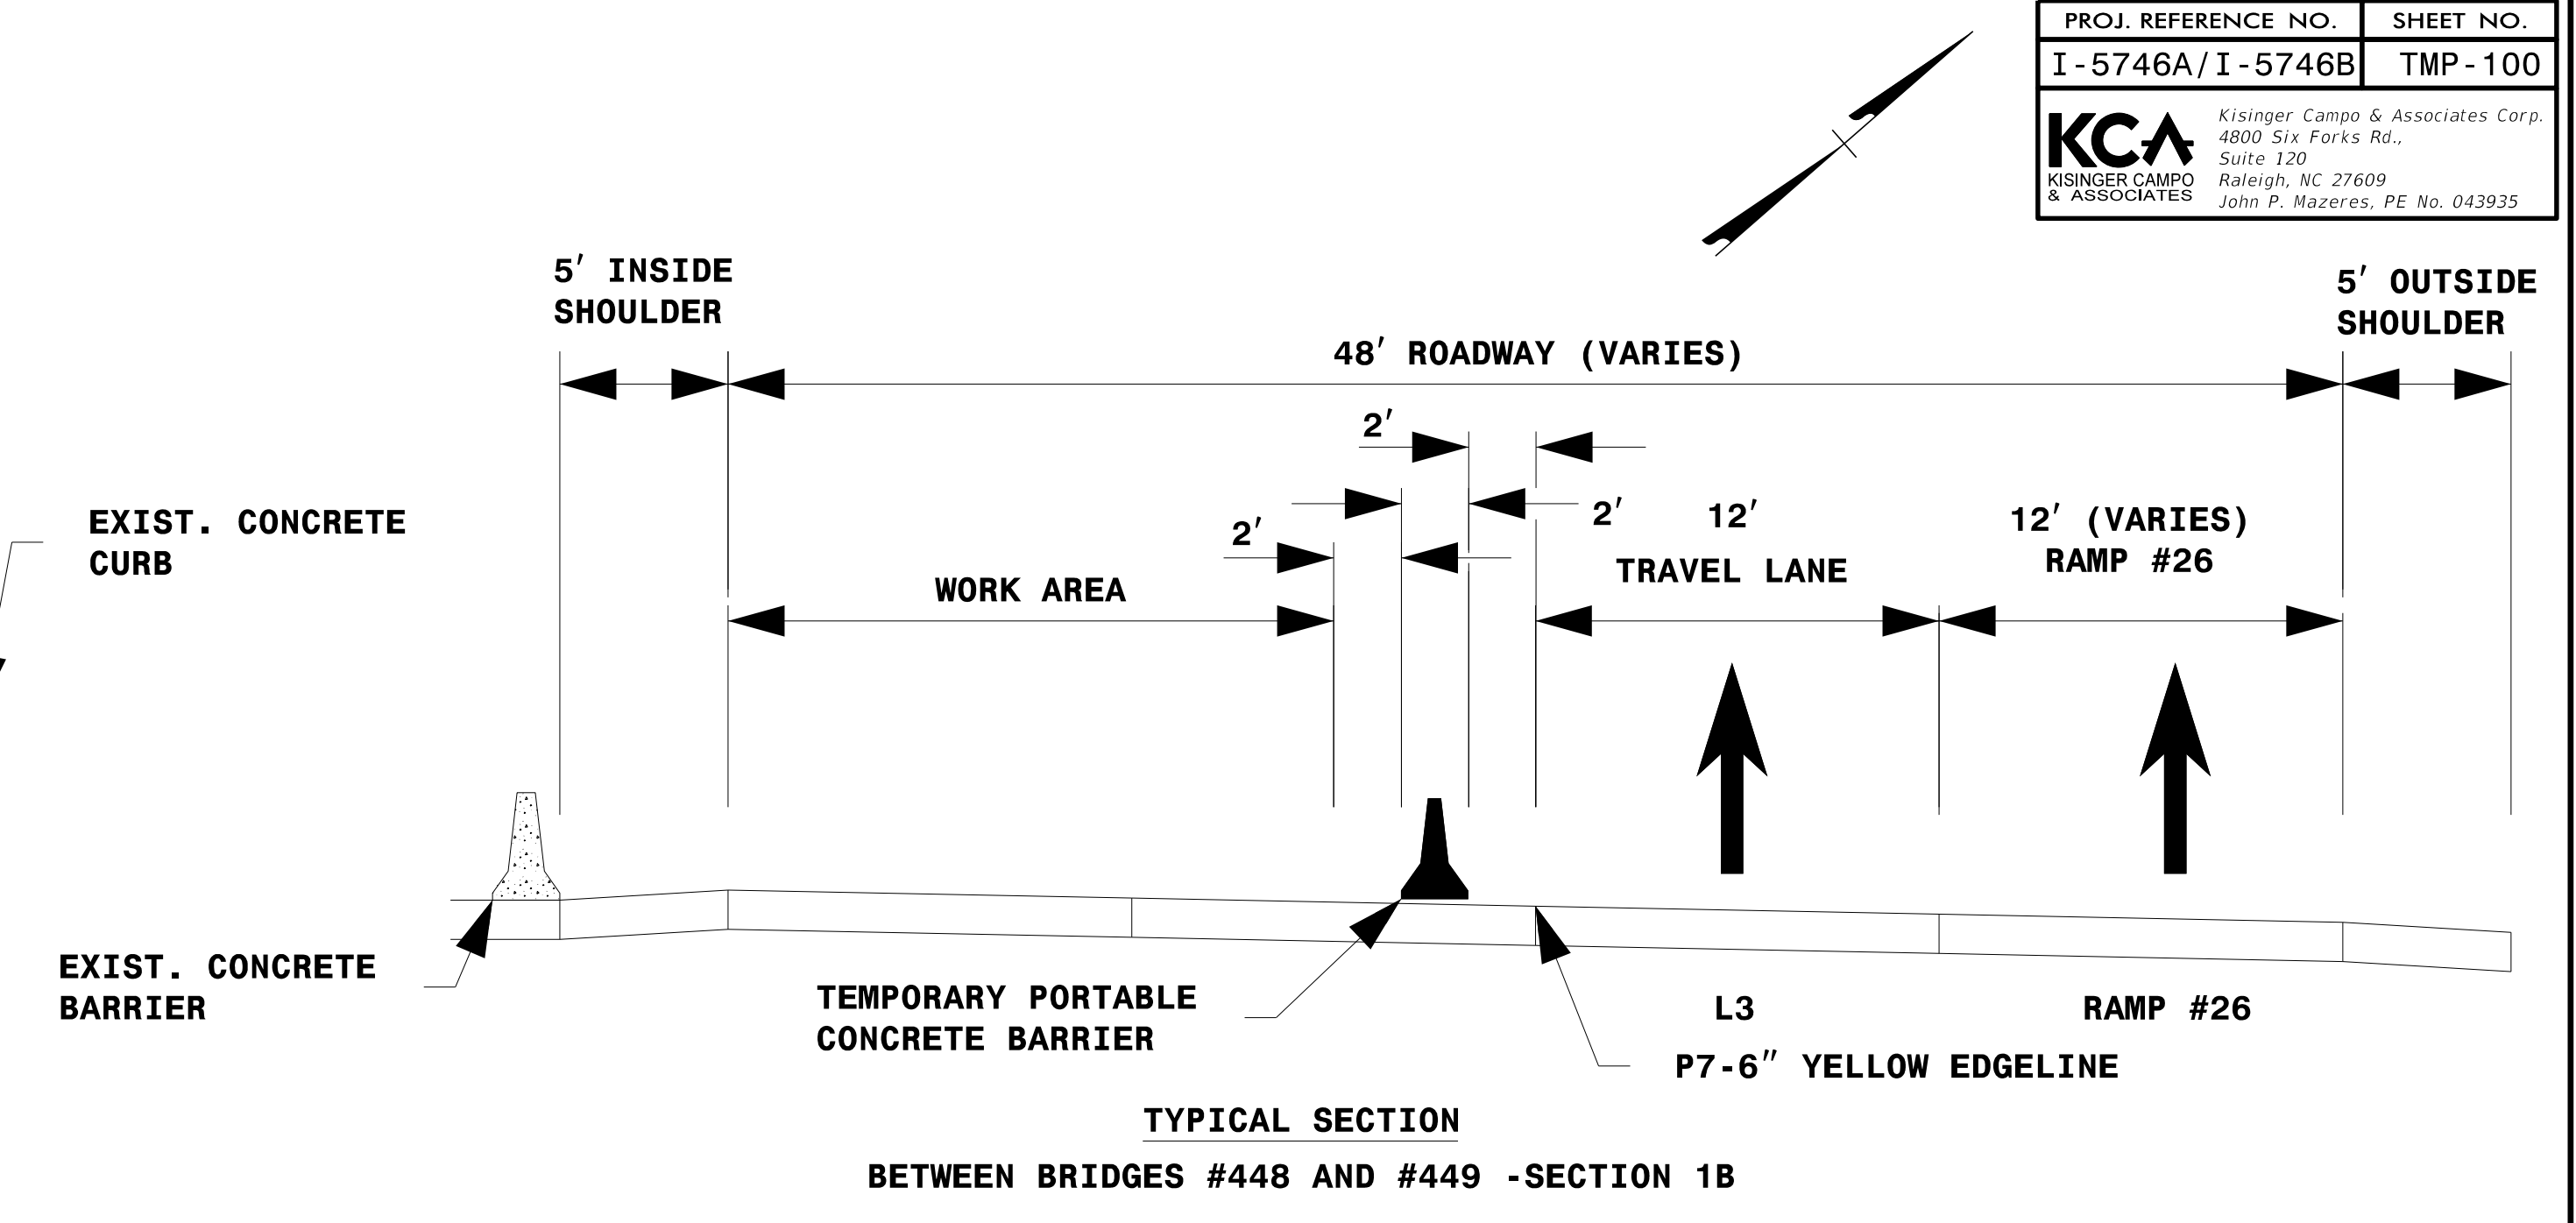 PROJ. REFERENCE NO.
SHEET NO.
I-5746A/I-5746B
TMP-100
KCA
KISINGER CAMPO
& ASSOCIATES
Kisinger Campo & Associates Corp.
4800 Six Forks Rd.,
Suite 120
Raleigh, NC 27609
John P. Mazeres, PE No. 043935
5' INSIDE
SHOULDER
5' OUTSIDE
SHOULDER
48' ROADWAY (VARIES)
2'
2'
2'
12'
TRAVEL LANE
12' (VARIES)
RAMP #26
EXIST. CONCRETE
CURB
WORK AREA
EXIST. CONCRETE
BARRIER
TEMPORARY PORTABLE
CONCRETE BARRIER
L3
RAMP #26
P7-6" YELLOW EDGELINE
TYPICAL SECTION
BETWEEN BRIDGES #448 AND #449 -SECTION 1B